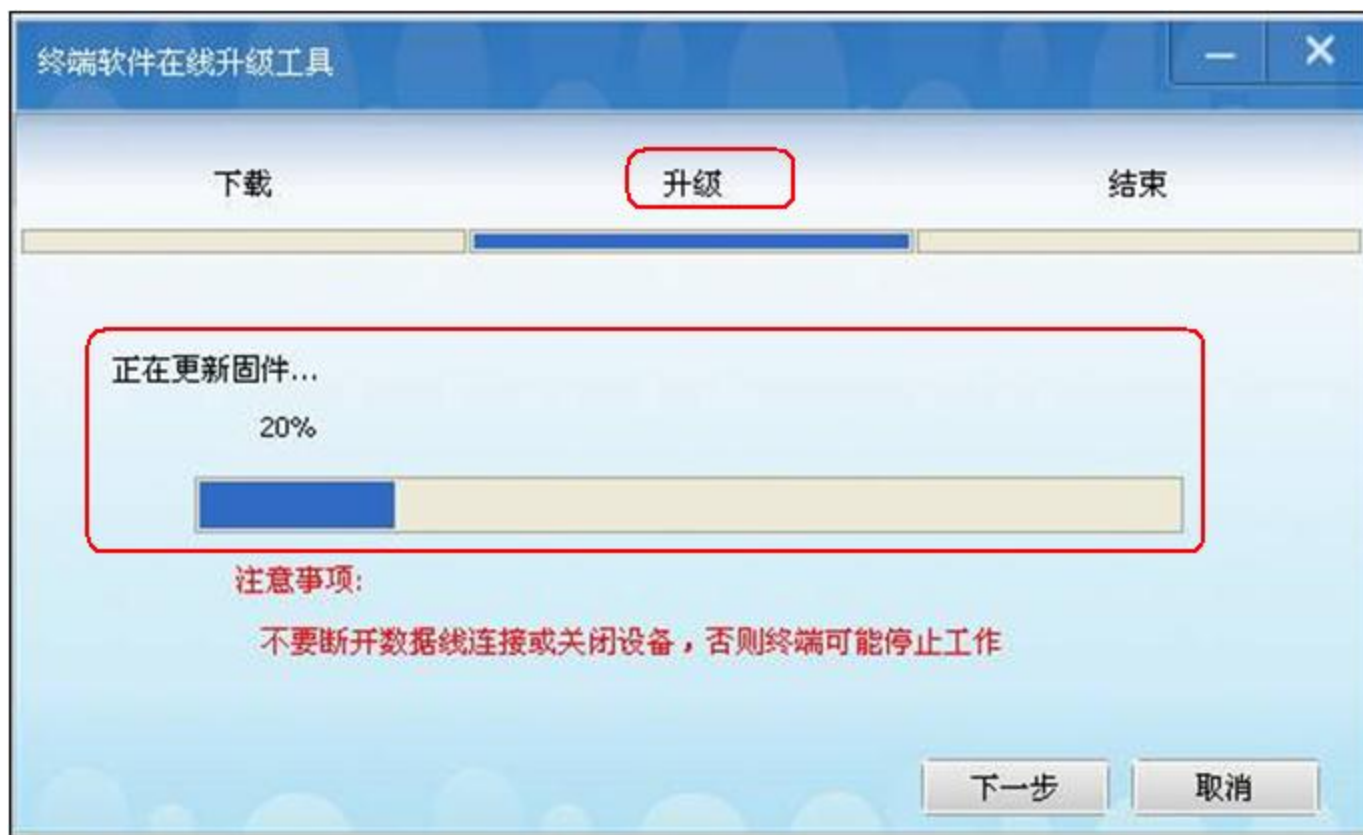 终端软件在线升级工具
下载 升级 结束
正在更新固件...
20%
注意事项:
不要断开数据线连接或关闭设备，否则终端可能停止工作
下一步 取消